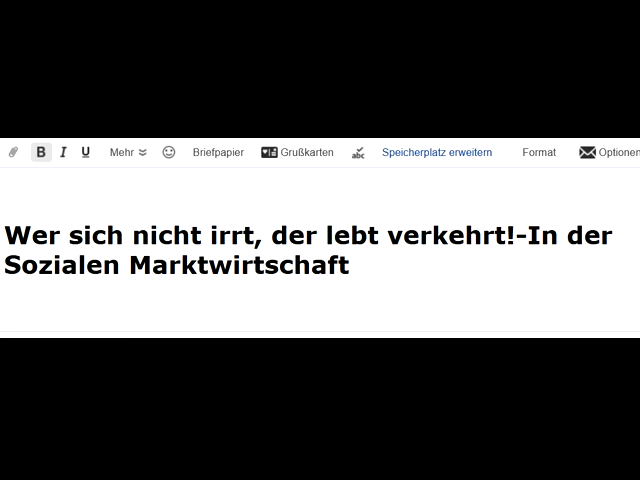 B I U Mehr Briefpapier Grußkarten abc Speicherplatz erweitern Format Optionen
Wer sich nicht irrt, der lebt verkehrt!-In der
Sozialen Marktwirtschaft